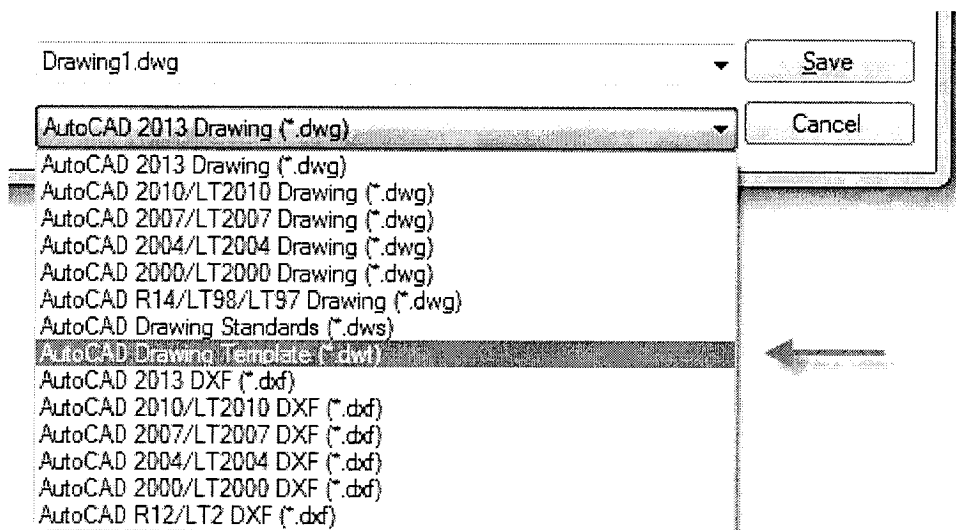 Drawing1.dwg
Save
AutoCAD 2013 Drawing (*.dwg)
Cancel
AutoCAD 2013 Drawing (*.dwg)
AutoCAD 2010/LT2010 Drawing (*.dwg)
AutoCAD 2007/LT2007 Drawing (*.dwg)
AutoCAD 2004/LT2004 Drawing (*.dwg)
AutoCAD 2000/LT2000 Drawing (*.dwg)
AutoCAD R14/LT98/LT97 Drawing (*.dwg)
AutoCAD Drawing Standards (*.dws)
AutoCAD Drawing Template (*.dwt)
AutoCAD 2013 DXF (*.dxf)
AutoCAD 2010/LT2010 DXF (*.dxf)
AutoCAD 2007/LT2007 DXF (*.dxf)
AutoCAD 2004/LT2004 DXF (*.dxf)
AutoCAD 2000/LT2000 DXF (*.dxf)
AutoCAD R12/LT2 DXF (*.dxf)